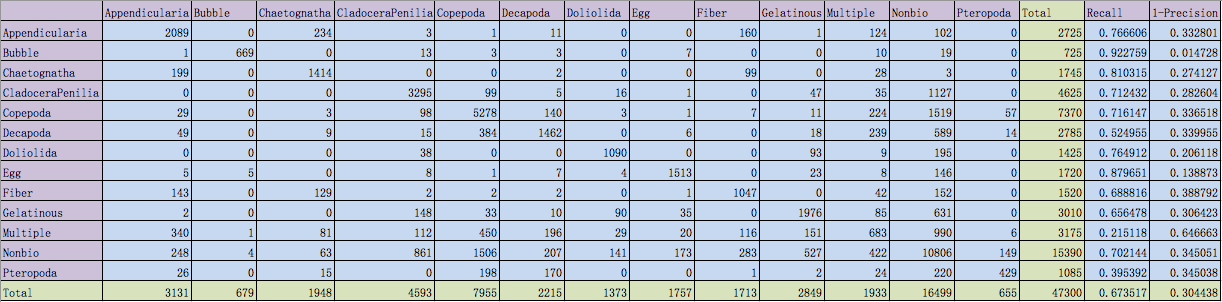 Appendicularia Bubble Chaetognatha CladoceraPenilia Copepoda Decapoda Doliolida Egg Fiber Gelatinous Multiple Nonbio Pteropoda Total Recall 1-Precision
Appendicularia 2089 0 234 3 1 11 0 0 160 1 124 102 0 2725 0.766606 0.332801
Bubble 1 669 0 13 3 3 0 7 0 0 10 19 0 725 0.922759 0.014728
Chaetognatha 199 0 1414 0 0 2 0 0 99 0 28 3 0 1745 0.810315 0.274127
CladoceraPenilia 0 0 0 3295 99 5 16 1 0 47 35 1127 0 4625 0.712432 0.282604
Copepoda 29 0 3 98 5278 140 3 1 7 11 224 1519 57 7370 0.716147 0.336518
Decapoda 49 0 9 15 384 1462 0 6 0 18 239 589 14 2785 0.524955 0.339955
Doliolida 0 0 0 38 0 0 1090 0 0 93 9 195 0 1425 0.764912 0.206118
Egg 5 5 0 8 1 7 4 1513 0 23 8 146 0 1720 0.879651 0.138873
Fiber 143 0 129 2 2 2 0 1 1047 0 42 152 0 1520 0.688816 0.388792
Gelatinous 2 0 0 148 33 10 90 35 0 1976 85 631 0 3010 0.656478 0.306423
Multiple 340 1 81 112 450 196 29 20 116 151 683 990 6 3175 0.215118 0.646663
Nonbio 248 4 63 861 1506 207 141 173 283 527 422 10806 149 15390 0.702144 0.345051
Pteropoda 26 0 15 0 198 170 0 0 1 2 24 220 429 1085 0.395392 0.345038
Total 3131 679 1948 4593 7955 2215 1373 1757 1713 2849 1933 16499 655 47300 0.673517 0.304438